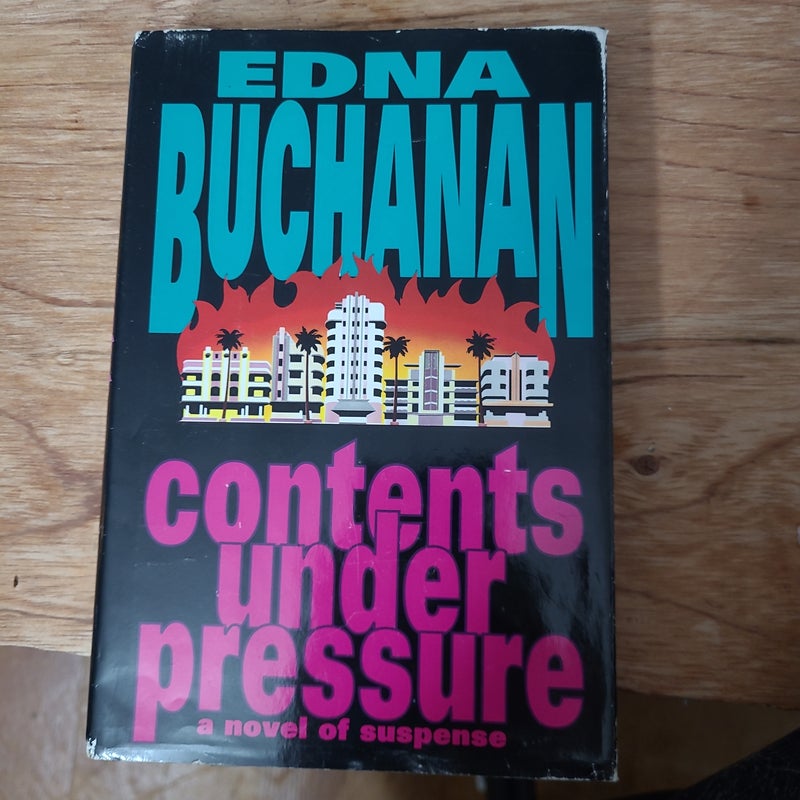 EDNA
BUCHANAN
contents
under
pressure
a novel of suspense